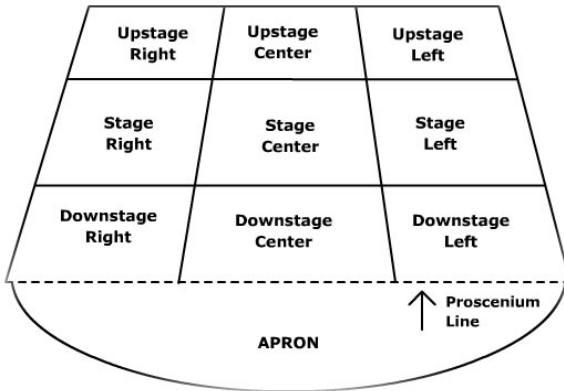 Upstage
Right
Upstage
Center
Upstage
Left
Stage
Right
Stage
Center
Stage
Left
Downstage
Right
Downstage
Center
Downstage
Left
Proscenium
Line
APRON